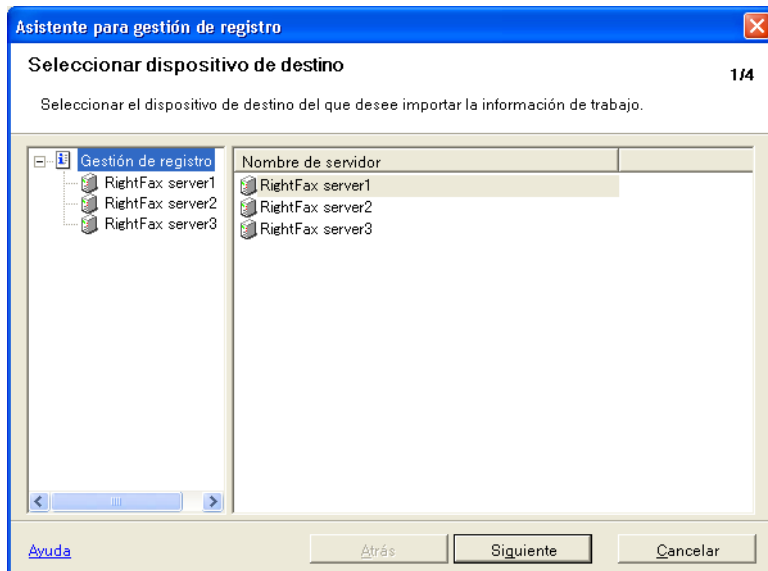 Asistente para gestión de registro
Seleccionar dispositivo de destino
1/4
Seleccionar el dispositivo de destino del que desee importar la información de trabajo.
Gestión de registro
RightFax server1
RightFax server2
RightFax server3
Nombre de servidor
RightFax server1
RightFax server2
RightFax server3
Ayuda
Atrás
Siguiente
Cancelar